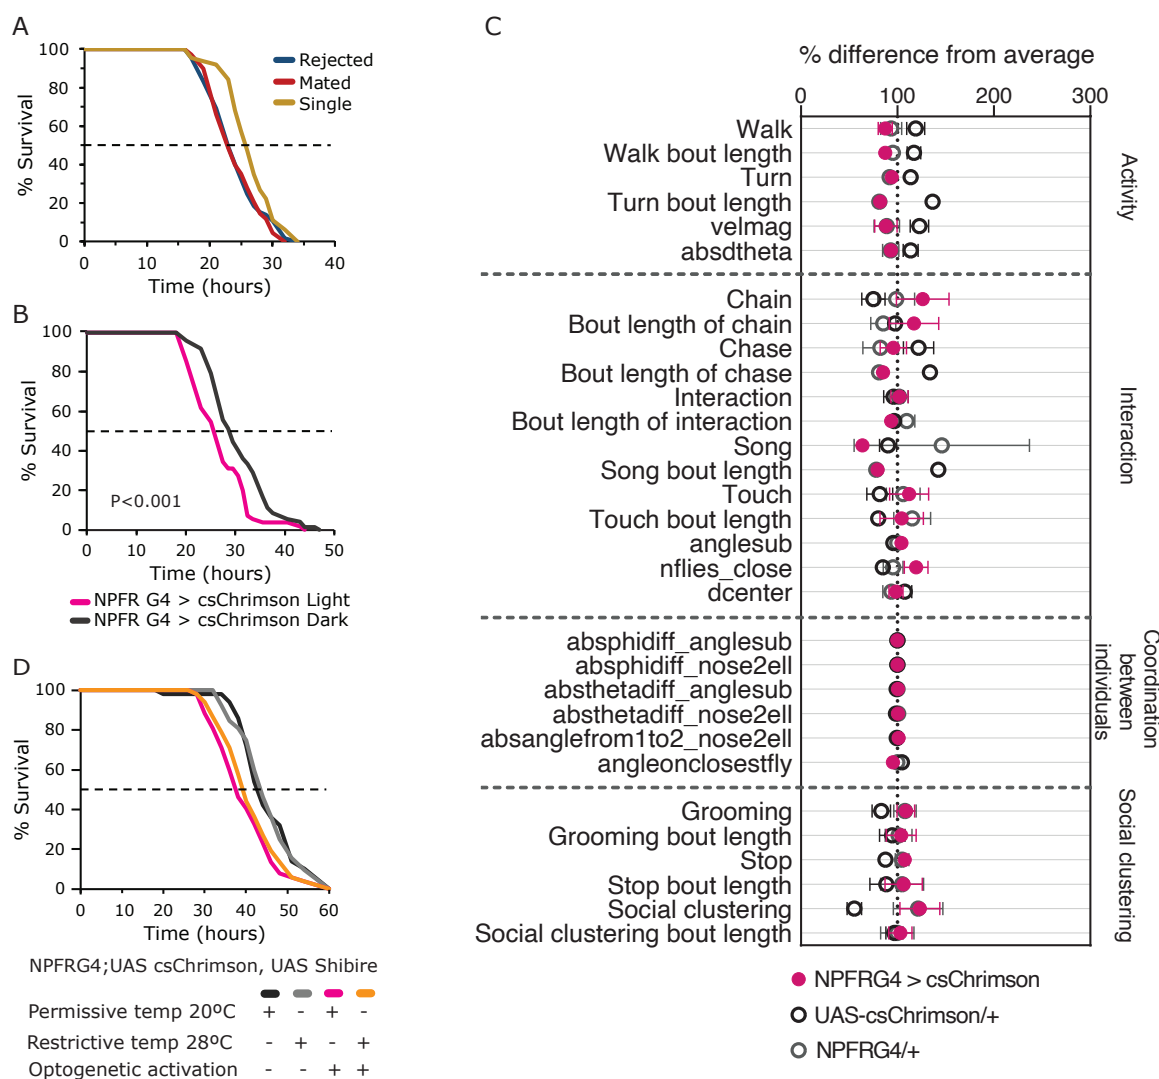 A
% Survival
100
80
60
40
20
0
0 10 20 30 40
Time (hours)
Rejected
Mated
Single
B
% Survival
100
80
60
40
20
0
P<0.001
0 10 20 30 40 50
Time (hours)
NPFR G4 > csChrimson Light
NPFR G4 > csChrimson Dark
D
% Survival
100
80
60
40
20
0
0 10 20 30 40 50 60
Time (hours)
NPFRG4;UAS csChrimson, UAS Shibire
Permissive temp 20ºC + - + -
Restrictive temp 28ºC - + - +
Optogenetic activation - - + +
C
% difference from average
0 100 200 300
Walk
Walk bout length
Turn
Turn bout length
velmag
absdtheta
Activity
Chain
Bout length of chain
Chase
Bout length of chase
Interaction
Bout length of interaction
Song
Song bout length
Touch
Touch bout length
anglesub
nflies_close
dcenter
Interaction
absphidiff_anglesub
absphidiff_nose2ell
absthetadiff_anglesub
absthetadiff_nose2ell
absanglefrom1to2_nose2ell
angleonclosestfly
Coordination
between
individuals
Grooming
Grooming bout length
Stop
Stop bout length
Social clustering
Social clustering bout length
Social clustering
NPFRG4 > csChrimson
UAS-csChrimson/+
NPFRG4/+